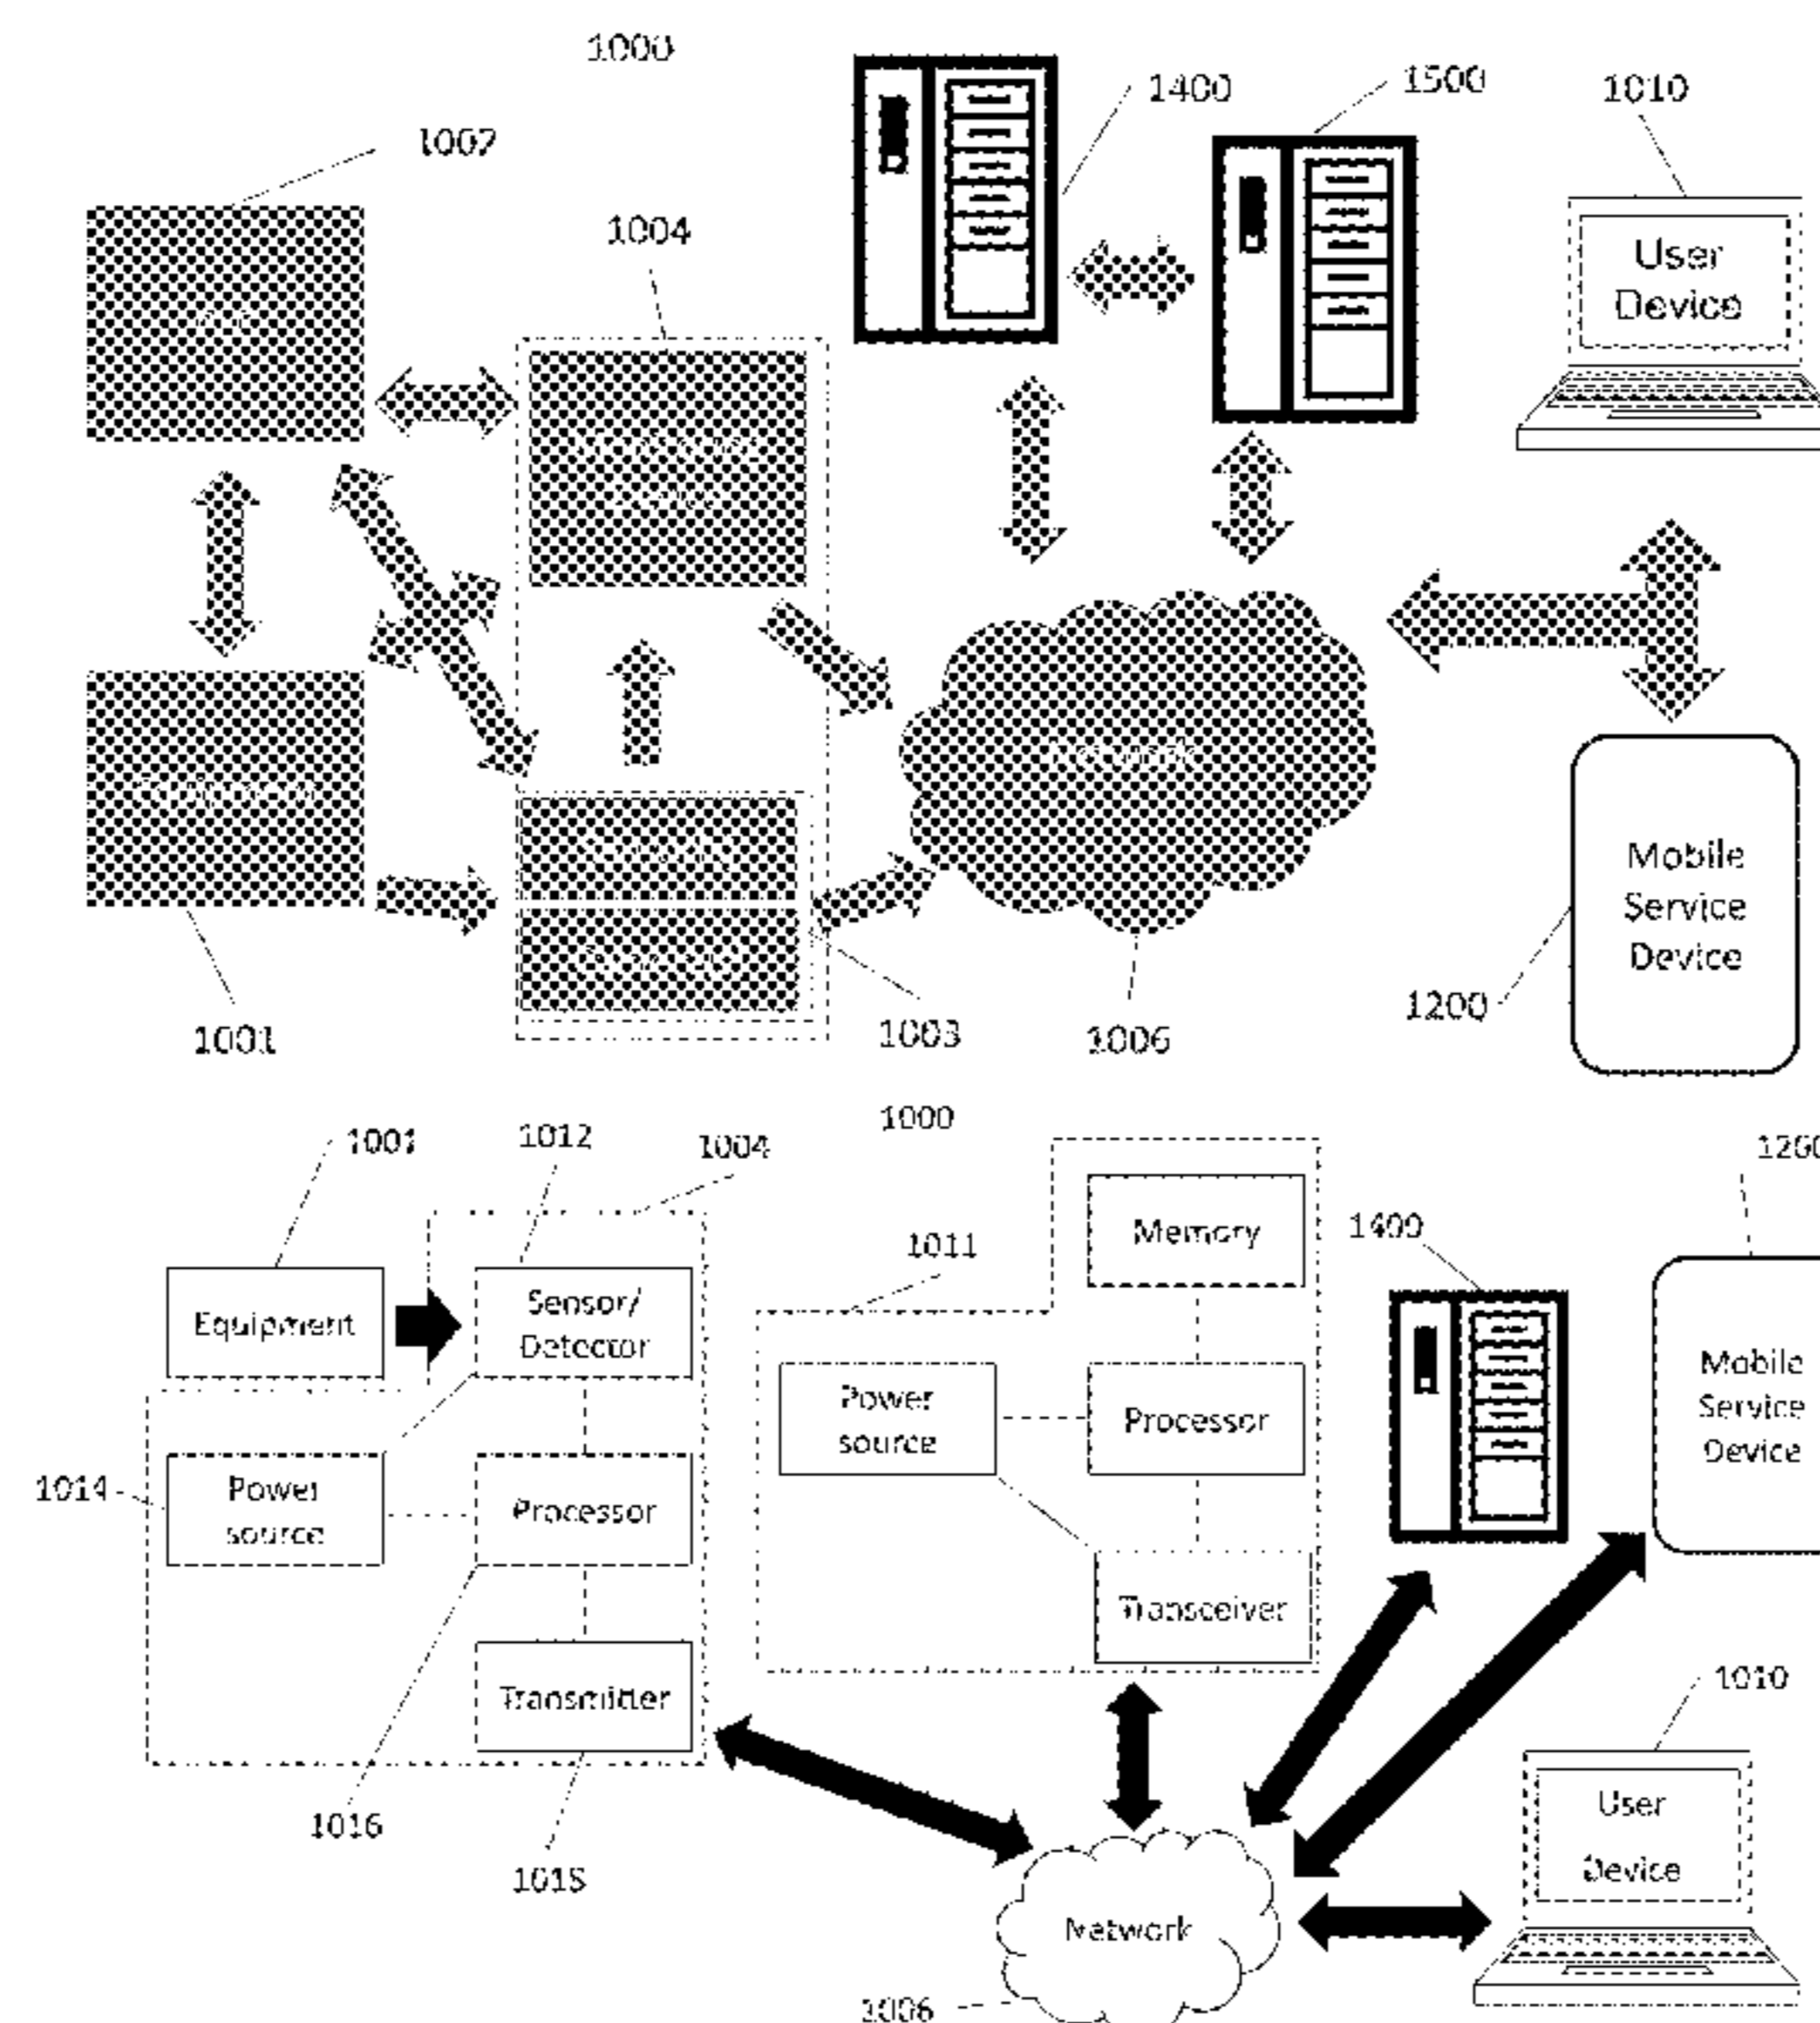 1000
1400
1500
1010
1007
1004
User
Device
Network
Mobile
Service
Device
1200
1001
1003
1006
1000
1001
1012
1004
1200
1400
1011
Memory
Equipment
Sensor/
Detector
Mobile
Service
Device
Power
source
Processor
1014
Power
source
Processor
Transceiver
Transmitter
1010
1016
1015
User
Device
Network
1006